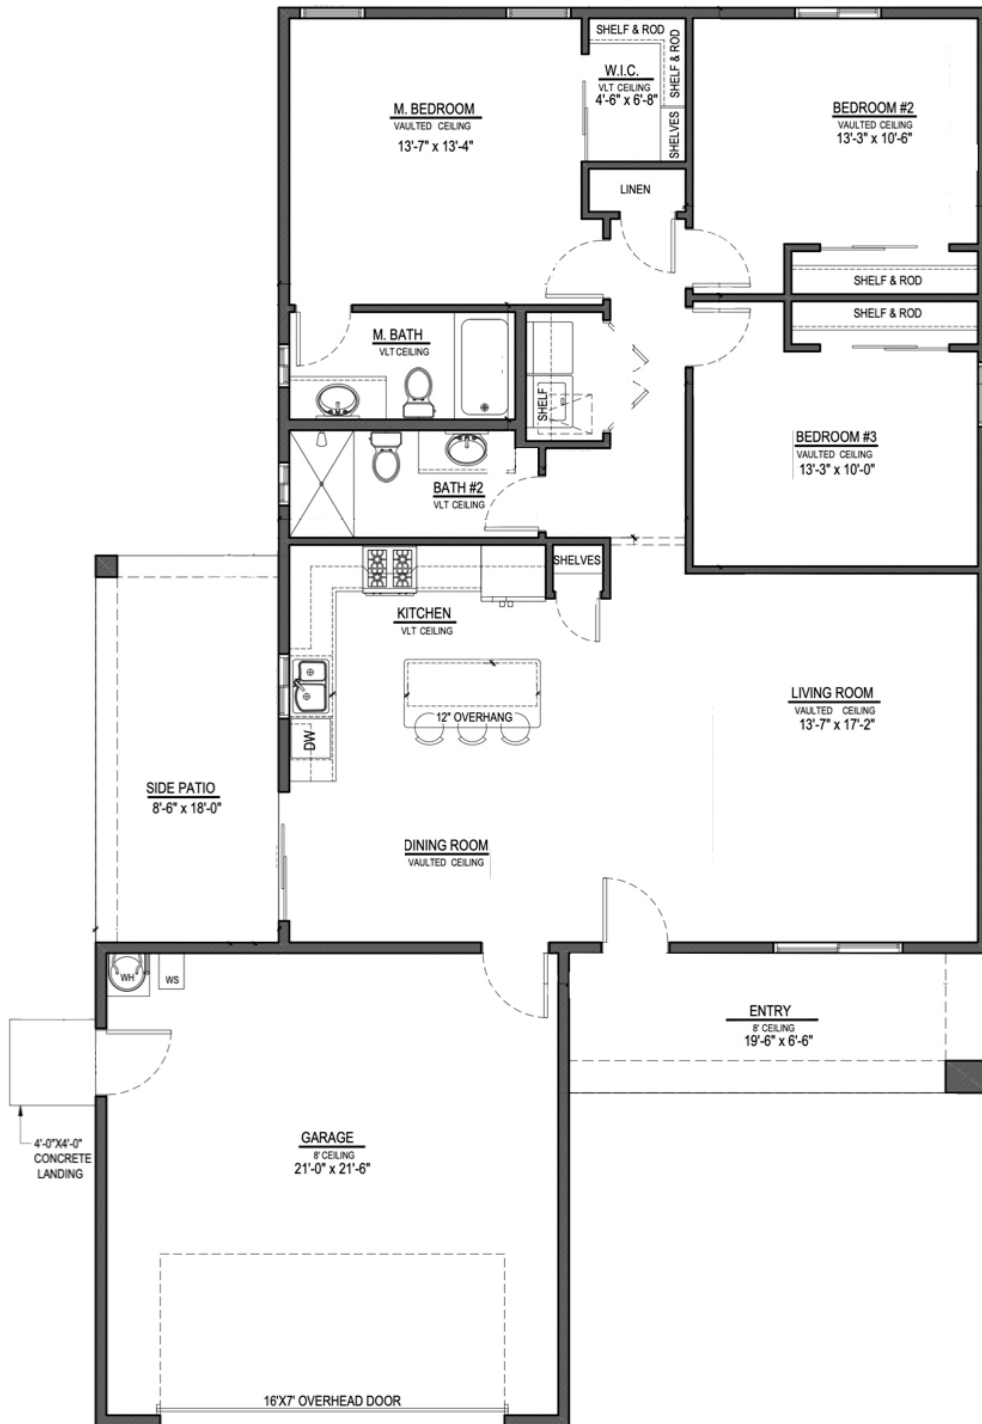 SHELF & ROD
SHELF & ROD
W.I.C.
VLT CEILING
4'-6" x 6'-8"
SHELVES
M. BEDROOM
VAULTED CEILING
13'-7" x 13'-4"
BEDROOM #2
VAULTED CEILING
13'-3" x 10'-6"
LINEN
SHELF & ROD
SHELF & ROD
M. BATH
VLT CEILING
SHELF
BEDROOM #3
VAULTED CEILING
13'-3" x 10'-0"
BATH #2
VLT CEILING
SHELVES
KITCHEN
VLT CEILING
12" OVERHANG
DW
LIVING ROOM
VAULTED CEILING
13'-7" x 17'-2"
SIDE PATIO
8'-6" x 18'-0"
DINING ROOM
VAULTED CEILING
WH
WS
ENTRY
8' CEILING
19'-6" x 6'-6"
4'-0"X4'-0"
CONCRETE
LANDING
GARAGE
8' CEILING
21'-0" x 21'-6"
16'X7' OVERHEAD DOOR